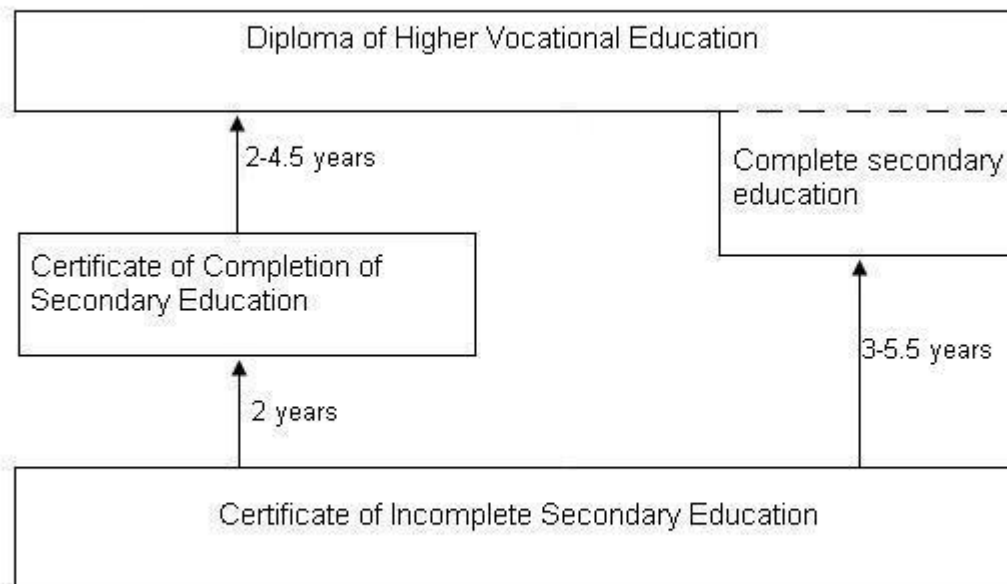 Diploma of Higher Vocational Education
2-4.5 years
Complete secondary
education
Certificate of Completion of
Secondary Education
3-5.5 years
2 years
Certificate of Incomplete Secondary Education